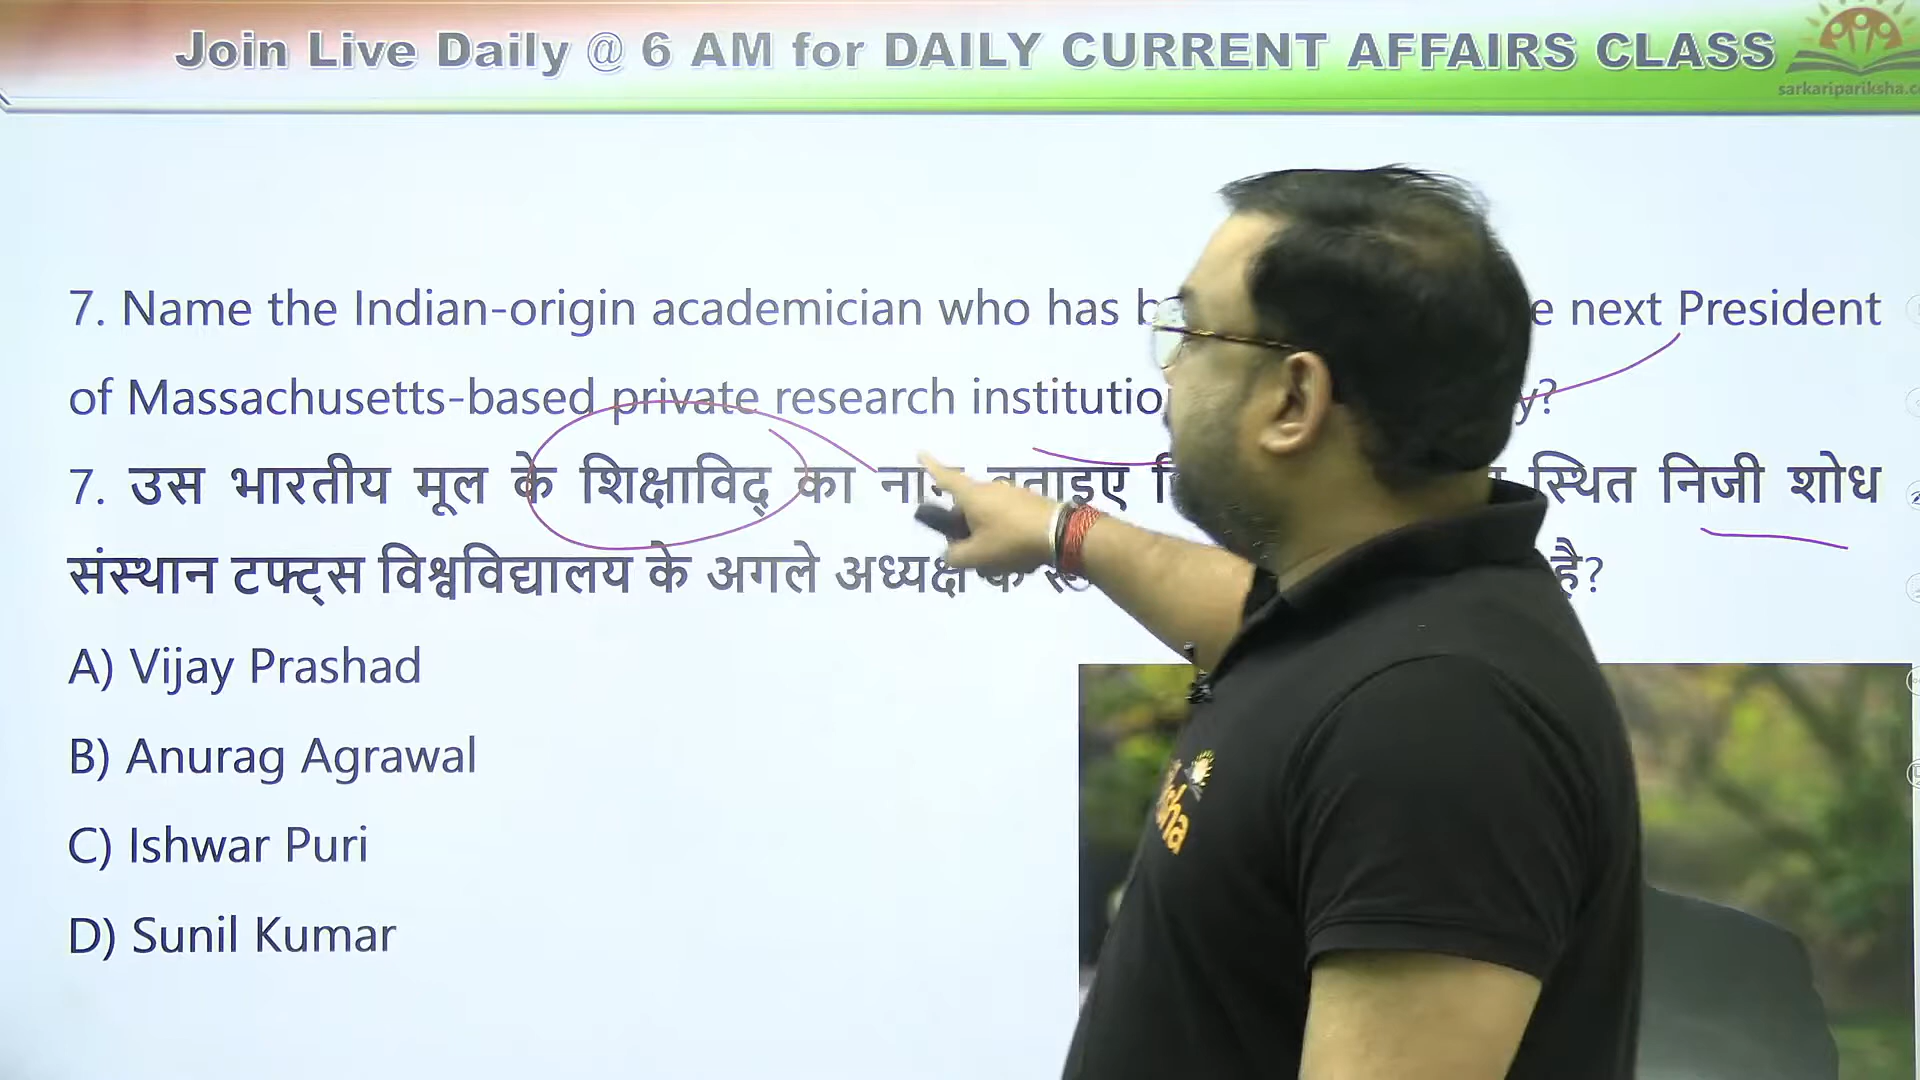 Join Live Daily @ 6 AM for DAILY CURRENT AFFAIRS CLASS
7. Name the Indian-origin academician who has next President
of Massachusetts-based private research
7. उस भारतीय मूल के शिक्षाविद् का नाम बताइए स्थित निजी शोध
संस्थान टफ्ट्स विश्वविद्यालय के अगले अध्यक्ष के है?
A) Vijay Prashad
B) Anurag Agrawal
C) Ishwar Puri
D) Sunil Kumar